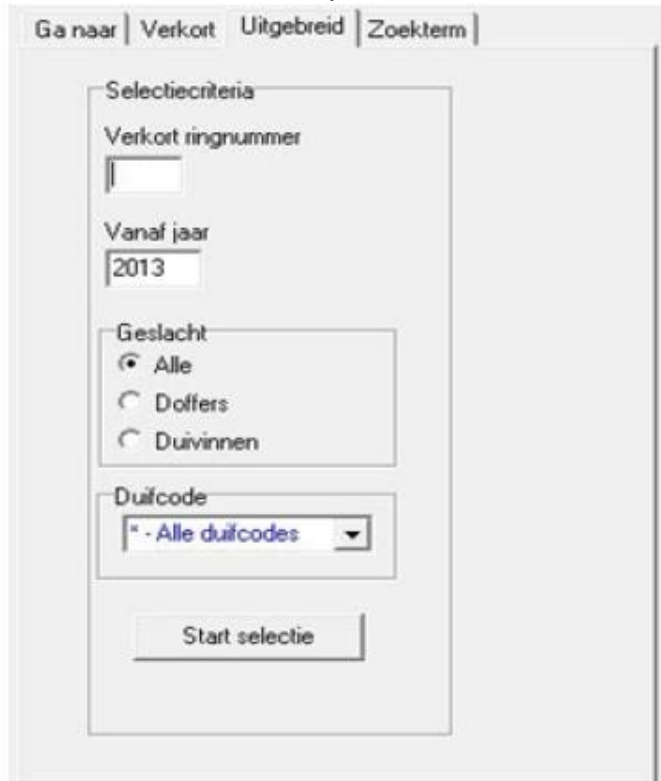 Ga naar Verkort Uitgebreid Zoekterm
Selectiecriteria
Verkort ringnummer
Vanaf jaar
2013
Geslacht
Alle
Doffers
Duivinnen
Duifcode
* - Alle duifcodes
Start selectie